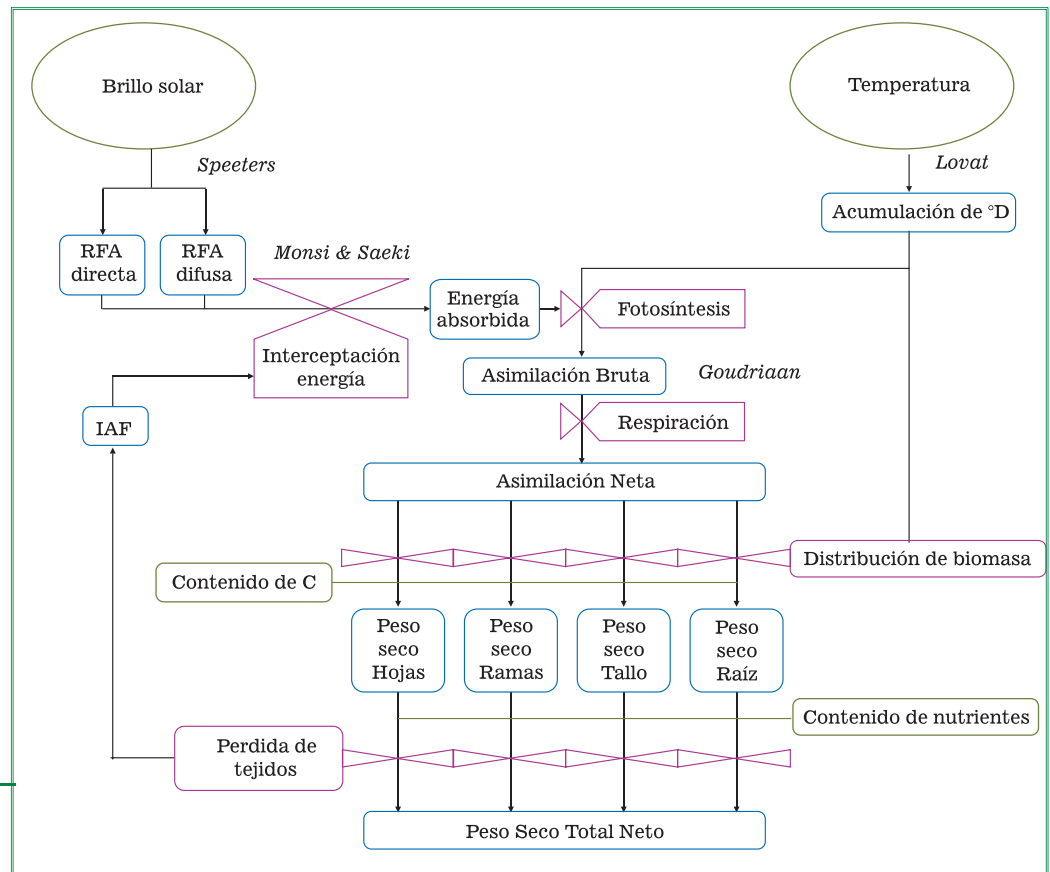 Brillo solar
Temperatura
Speeters
Lovat
Acumulación de °D
RFA
directa
RFA
difusa
Monsi & Saeki
Energía
absorbida
Fotosíntesis
Interceptación
energía
Asimilación Bruta
Goudriaan
IAF
Respiración
Asimilación Neta
Distribución de biomasa
Contenido de C
Peso
seco
Hojas
Peso
seco
Ramas
Peso
seco
Tallo
Peso
seco
Raíz
Contenido de nutrientes
Perdida de
tejidos
Peso Seco Total Neto